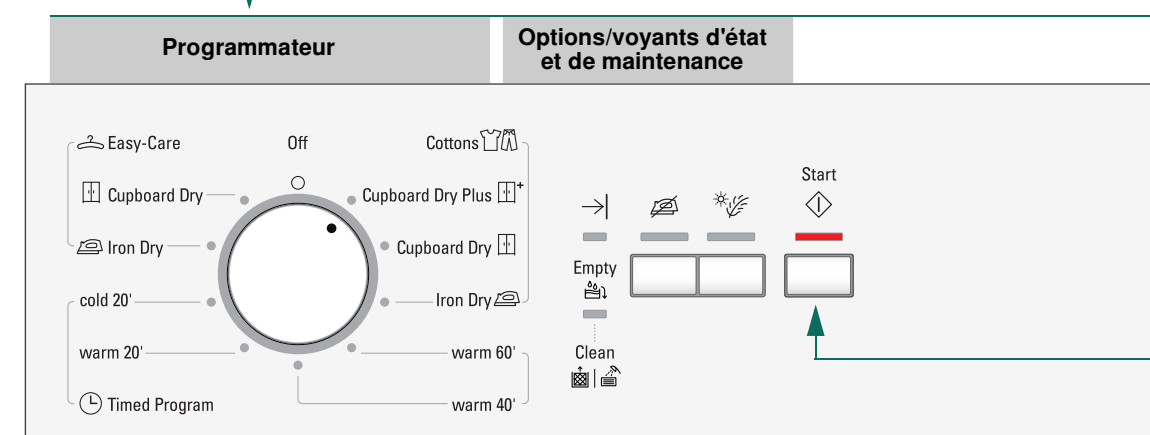 Programmateur
Options/voyants d'état
et de maintenance
Easy-Care
Off
Cottons
Cupboard Dry
Cupboard Dry Plus
Iron Dry
Cupboard Dry
cold 20'
Iron Dry
warm 20'
warm 60'
Timed Program
warm 40'
Start
Empty
Clean